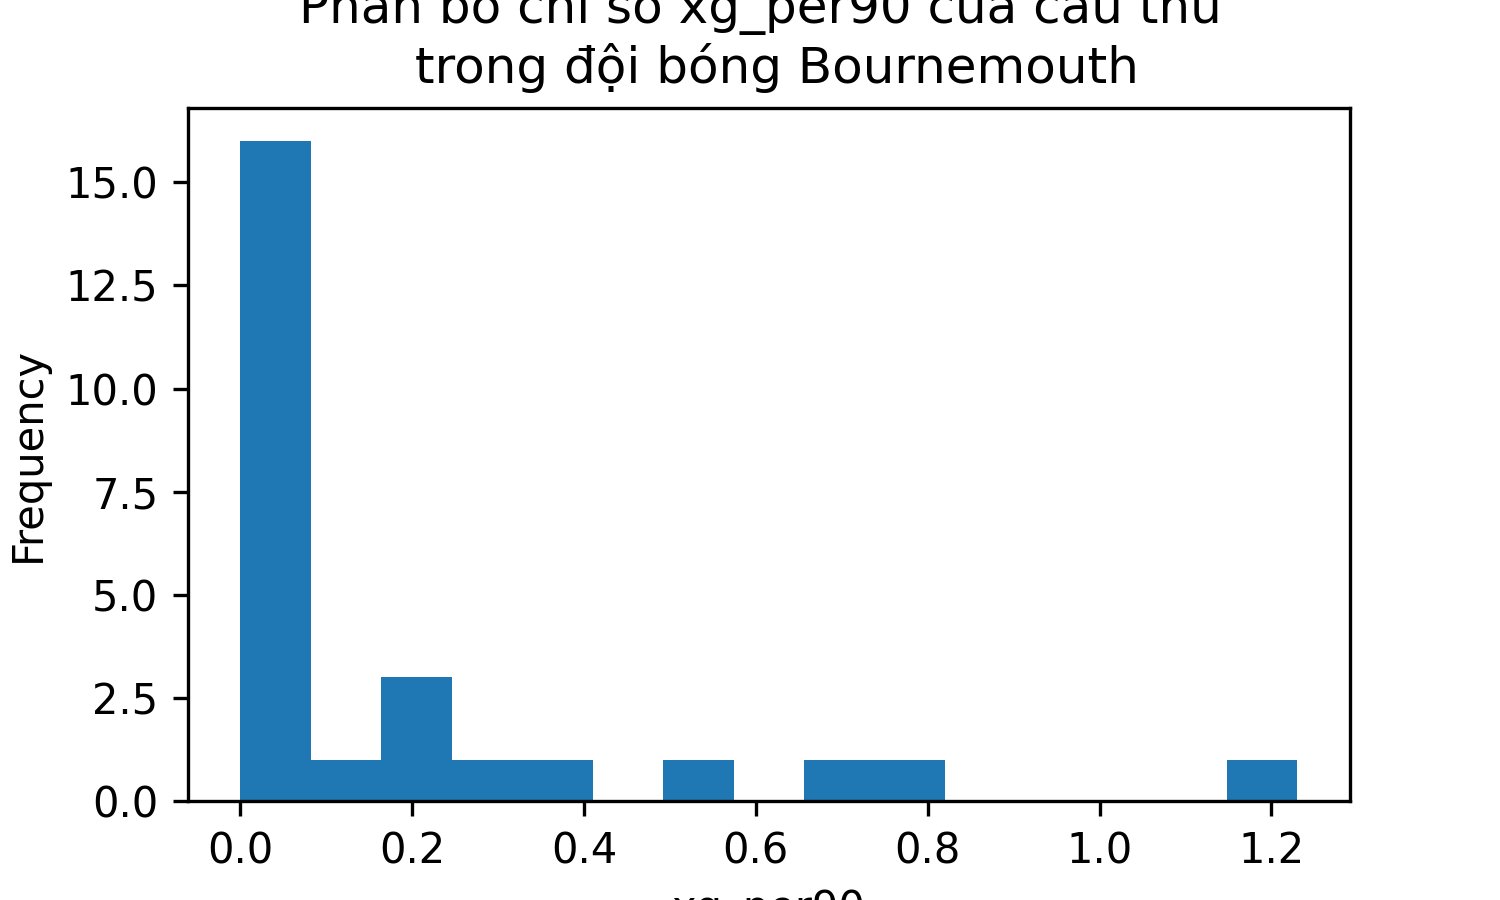 Phân bố chỉ số xg_per90 của cầu thủ
trong đội bóng Bournemouth
Frequency
15.0
12.5
10.0
7.5
5.0
2.5
0.0
0.0 0.2 0.4 0.6 0.8 1.0 1.2
xg_per90